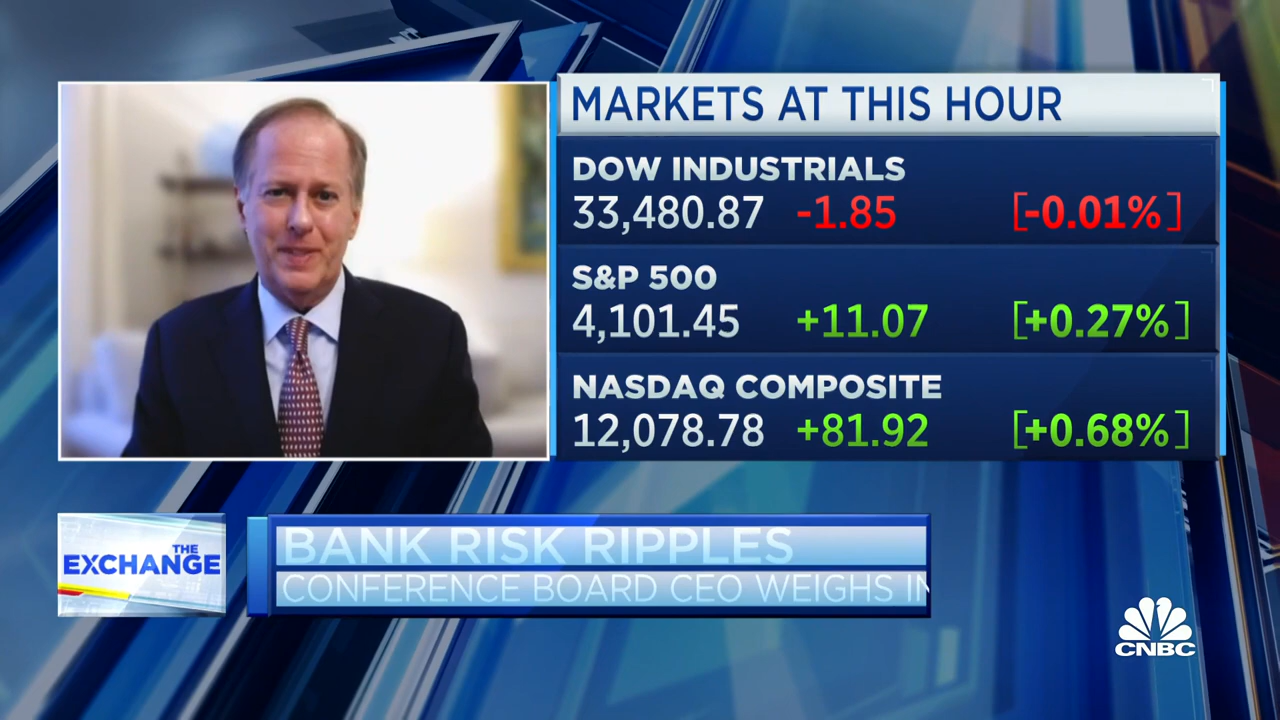 MARKETS AT THIS HOUR
DOW INDUSTRIALS
33,480.87 -1.85 [-0.01%]
S&P 500
4,101.45 +11.07 [+0.27%]
NASDAQ COMPOSITE
12,078.78 +81.92 [+0.68%]
THE
EXCHANGE
BANK RISK RIPPLES
CONFERENCE BOARD CEO WEIGHS IN
CNBC